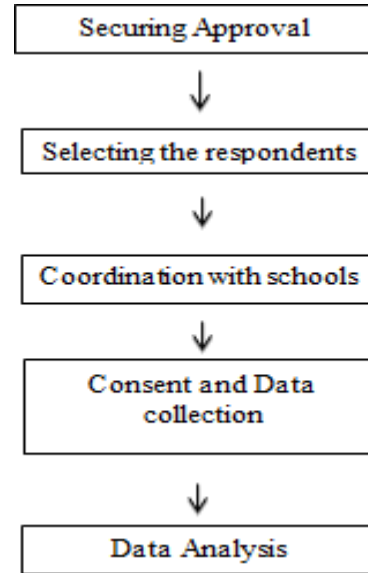 Securing Approval
Selecting the respondents
Coordination with schools
Consent and Data
collection
Data Analysis